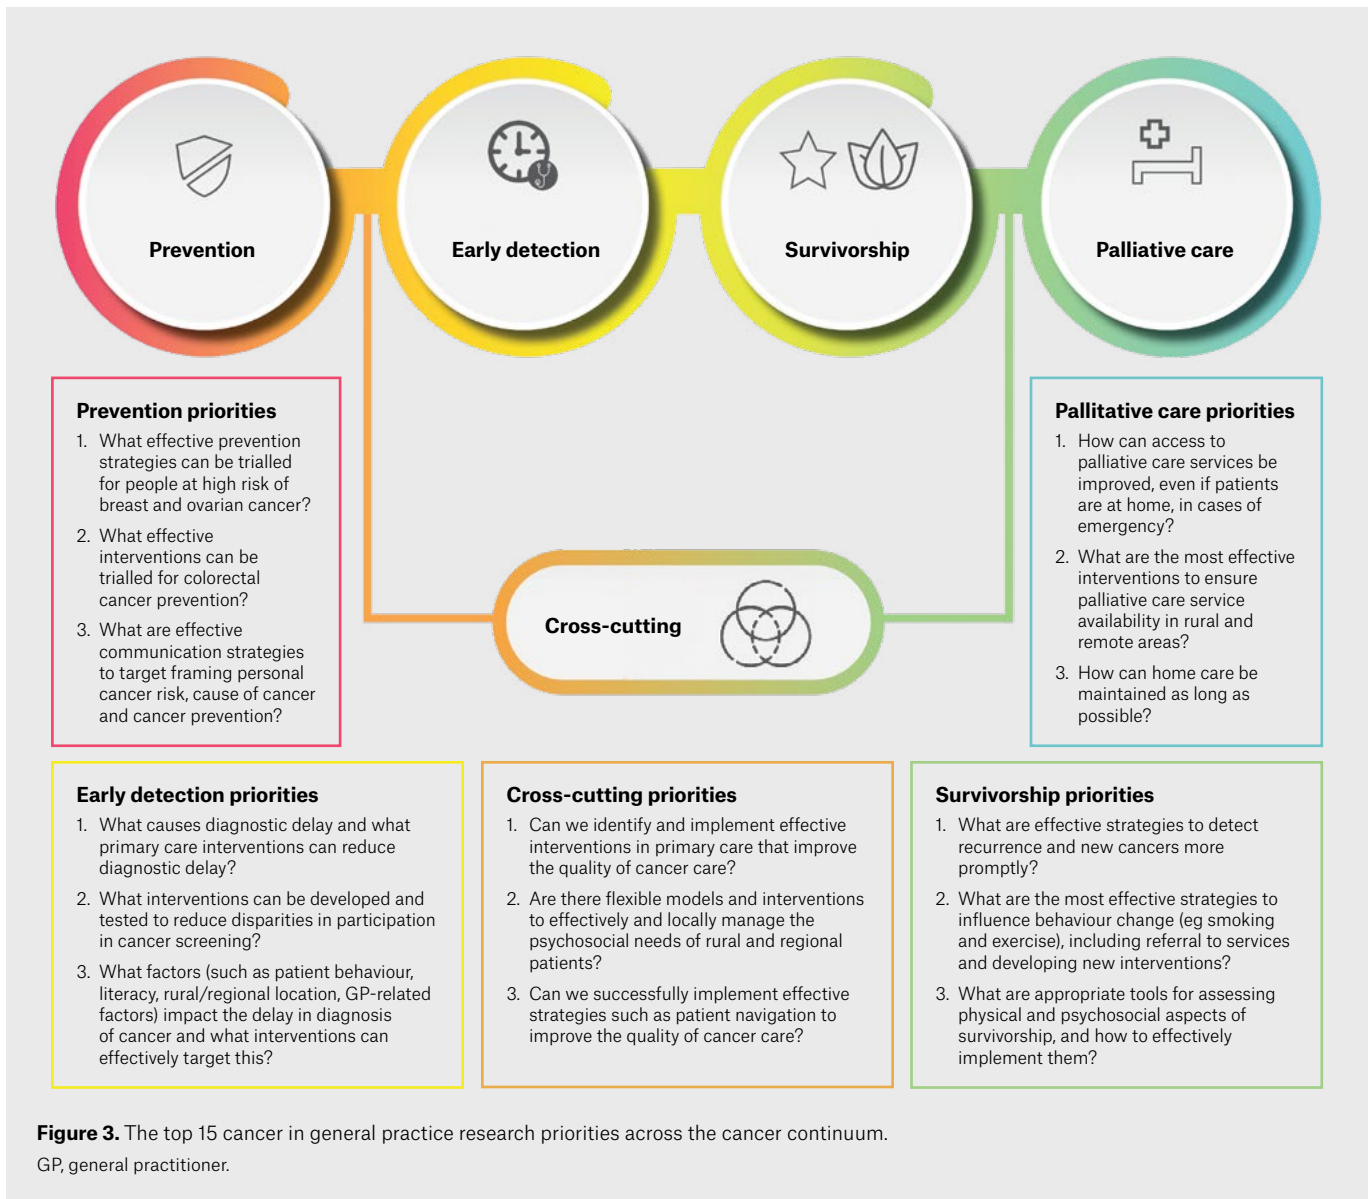 Prevention
Early detection
Survivorship
Palliative care
Prevention priorities
1. What effective prevention
strategies can be trialled
for people at high risk of
breast and ovarian cancer?
2. What effective
interventions can be
trialled for colorectal
cancer prevention?
3. What are effective
communication strategies
to target framing personal
cancer risk, cause of cancer
and cancer prevention?
Cross-cutting
Pallitative care priorities
1. How can access to
palliative care services be
improved, even if patients
are at home, in cases of
emergency?
2. What are the most effective
interventions to ensure
palliative care service
availability in rural and
remote areas?
3. How can home care be
maintained as long as
possible?
Early detection priorities
1. What causes diagnostic delay and what
primary care interventions can reduce
diagnostic delay?
2. What interventions can be developed and
tested to reduce disparities in participation
in cancer screening?
3. What factors (such as patient behaviour,
literacy, rural/regional location, GP-related
factors) impact the delay in diagnosis
of cancer and what interventions can
effectively target this?
Cross-cutting priorities
1. Can we identify and implement effective
interventions in primary care that improve
the quality of cancer care?
2. Are there flexible models and interventions
to effectively and locally manage the
psychosocial needs of rural and regional
patients?
3. Can we successfully implement effective
strategies such as patient navigation to
improve the quality of cancer care?
Survivorship priorities
1. What are effective strategies to detect
recurrence and new cancers more
promptly?
2. What are the most effective strategies to
influence behaviour change (eg smoking
and exercise), including referral to services
and developing new interventions?
3. What are appropriate tools for assessing
physical and psychosocial aspects of
survivorship, and how to effectively
implement them?
Figure 3. The top 15 cancer in general practice research priorities across the cancer continuum.
GP, general practitioner.